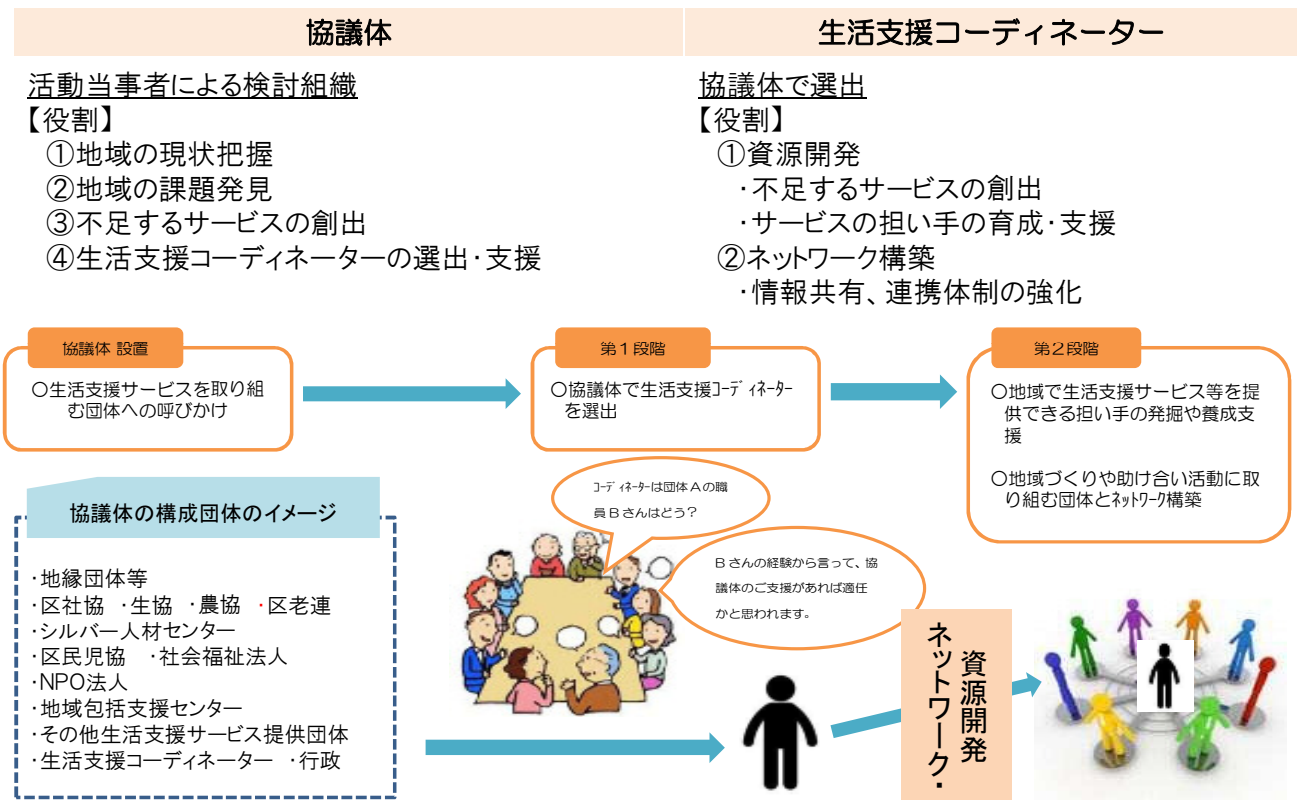 協議体
生活支援コーディネーター
活動当事者による検討組織
【役割】
①地域の現状把握
②地域の課題発見
③不足するサービスの創出
④生活支援コーディネーターの選出・支援
協議体で選出
【役割】
①資源開発
・不足するサービスの創出
・サービスの担い手の育成・支援
②ネットワーク構築
・情報共有、連携体制の強化
協議体 設置
〇生活支援サービスを取り組
む団体への呼びかけ
第1段階
〇協議体で生活支援ｺｰﾃﾞｨﾈｰﾀｰ
を選出
第2段階
〇地域で生活支援サービス等を提
供できる担い手の発掘や養成支
援
〇地域づくりや助け合い活動に取
り組む団体とﾈｯﾄﾜｰｸ構築
協議体の構成団体のイメージ
・地縁団体等
・区社協 ・生協 ・農協 ・区老連
・シルバー人材センター
・区民児協 ・社会福祉法人
・NPO法人
・地域包括支援センター
・その他生活支援サービス提供団体
・生活支援コーディネーター ・行政
ｺｰﾃﾞｨﾈｰﾀｰは団体Aの職
員Bさんはどう？
Bさんの経験から言って、協
議体のご支援があれば適任
かと思われます。
資源開発
ネットワーク・